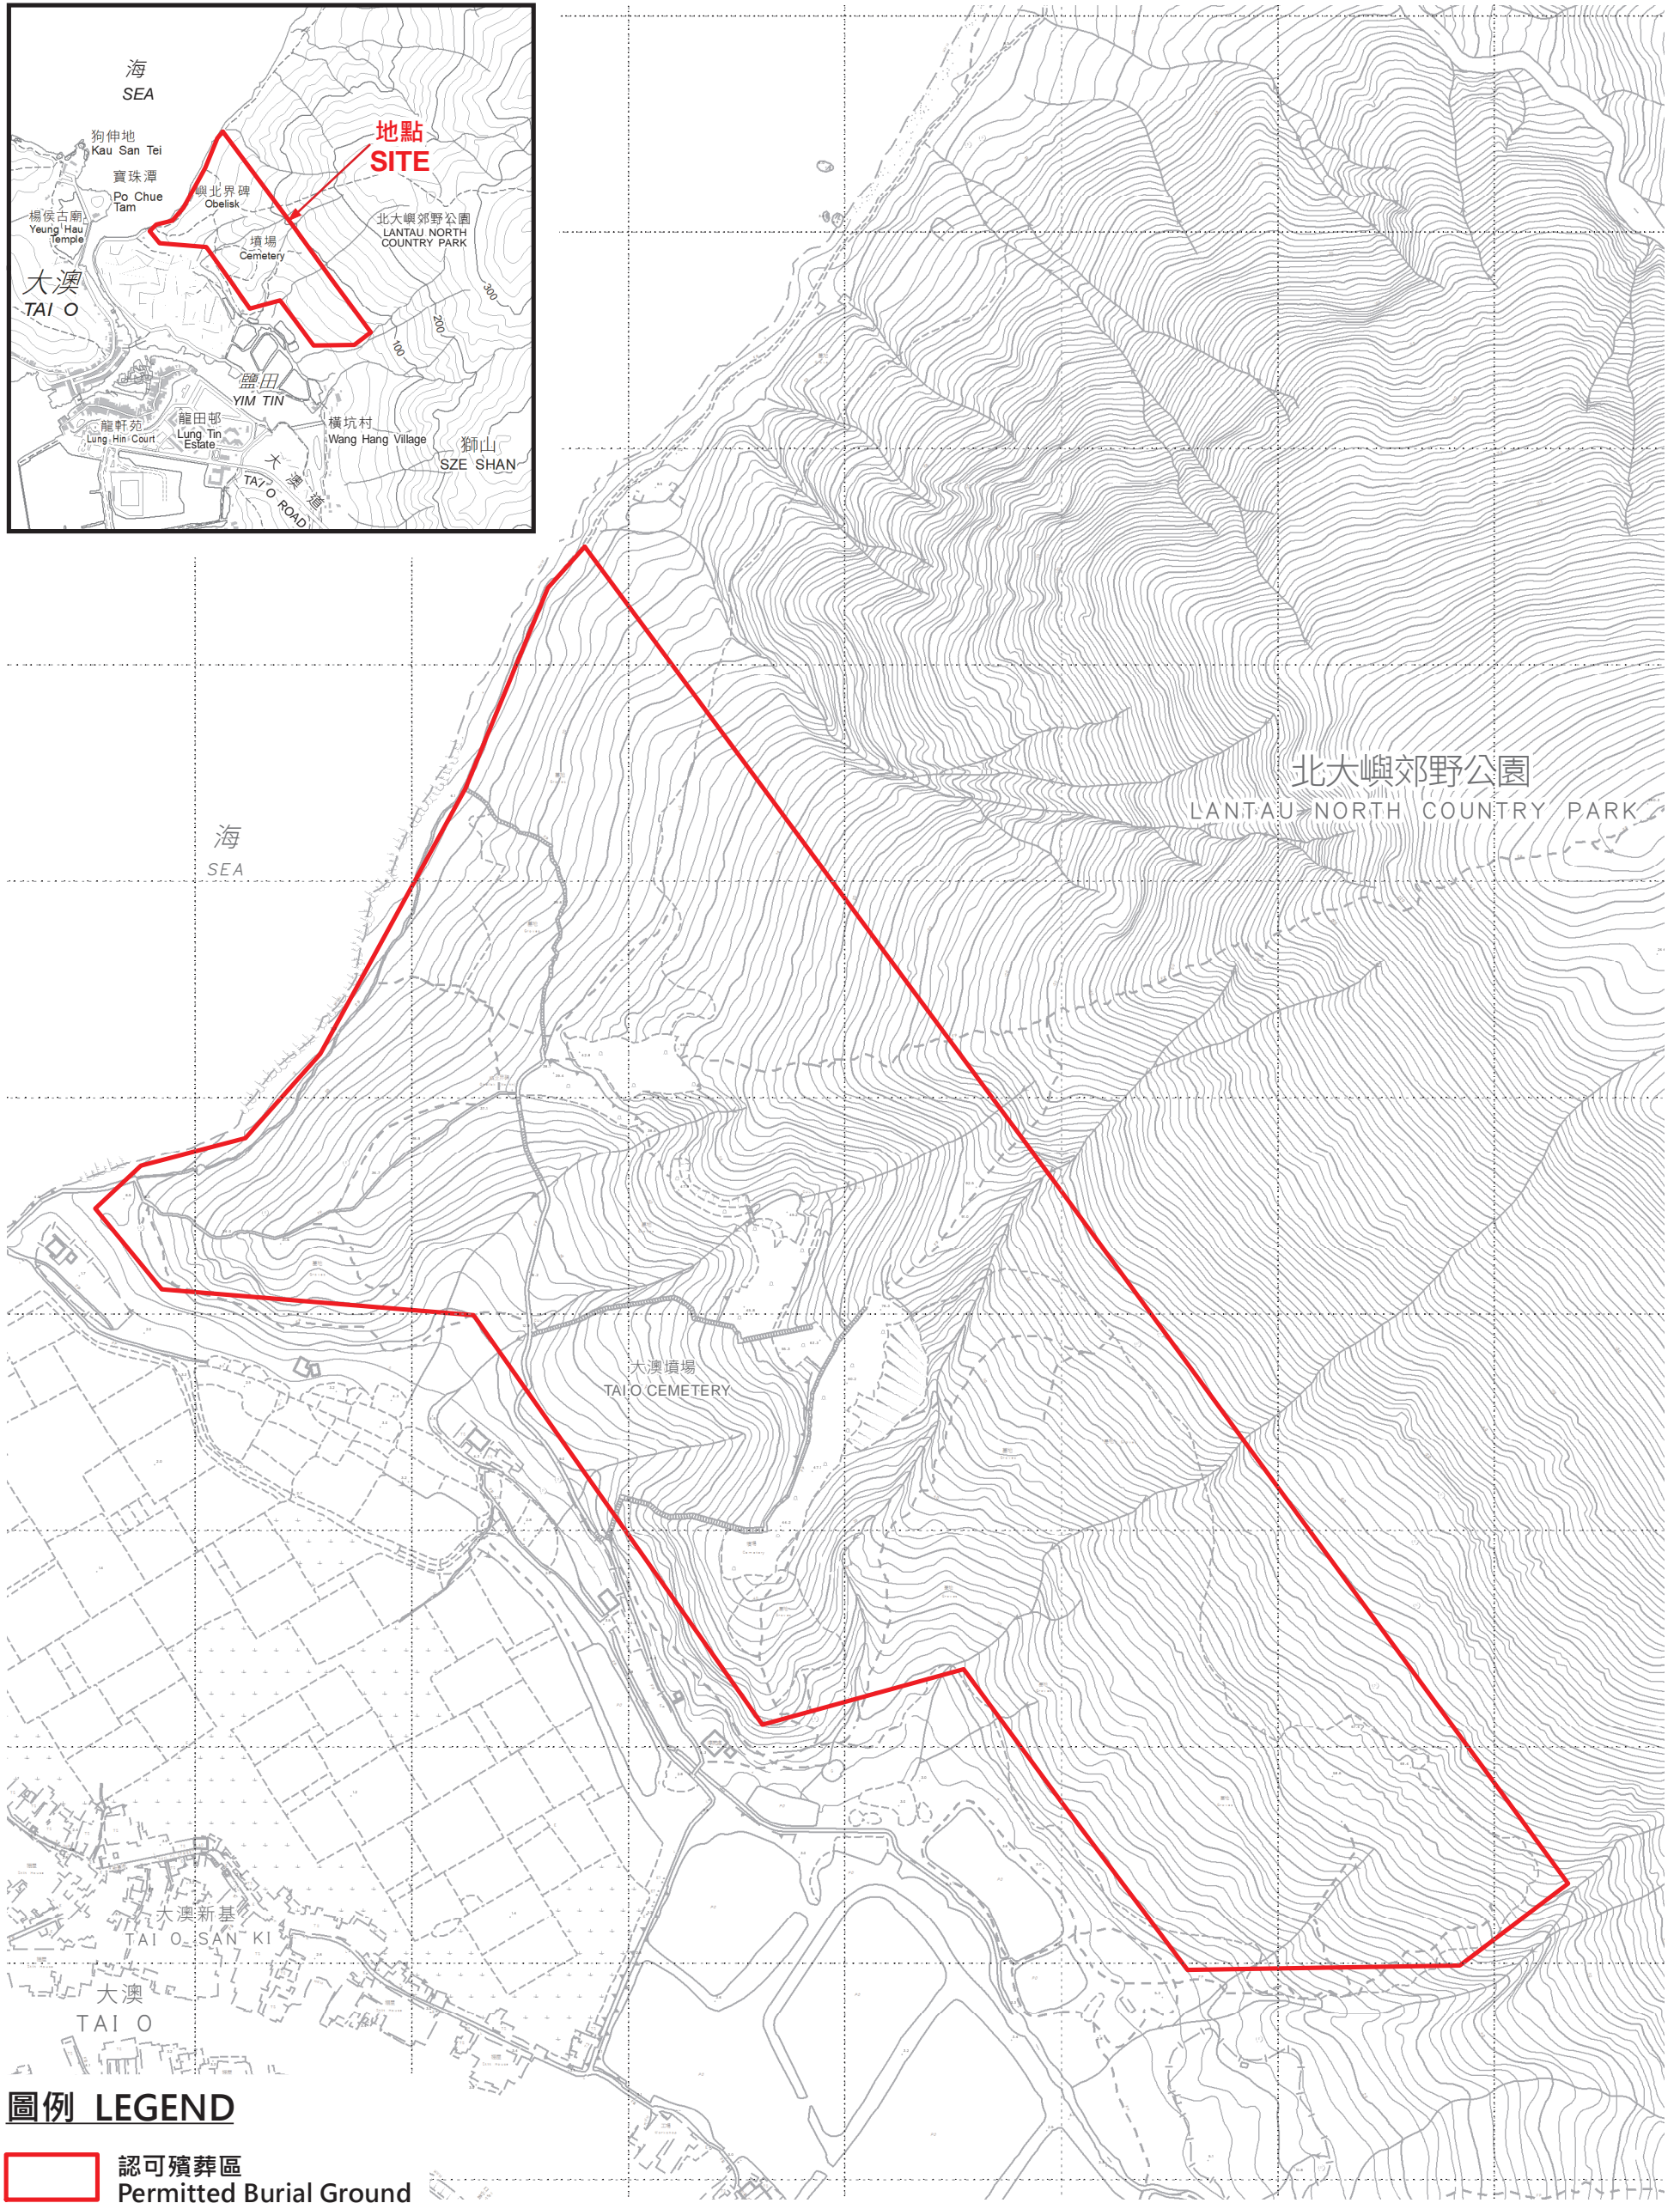 海
SEA
狗伸地
Kau San Tei
寶珠潭
Po Chue
Tam
楊侯古廟
Yeung Hau
Temple
大澳
TAI O
地點
SITE
嶼北界碑
Obelisk
墳場
Cemetery
北大嶼郊野公園
LANTAU NORTH
COUNTRY PARK
300
200
100
鹽田
YIM TIN
龍軒苑
Lung Hin Court
龍田邨
Lung Tin
Estate
橫坑村
Wang Hang Village
獅山
SZE SHAN
大澳道
TAI O ROAD
北大嶼郊野公園
LANTAU NORTH COUNTRY PARK
海
SEA
大澳墳場
TAI O CEMETERY
大澳新基
TAI O SAN KI
大澳
TAI O
圖例 LEGEND
認可殯葬區
Permitted Burial Ground